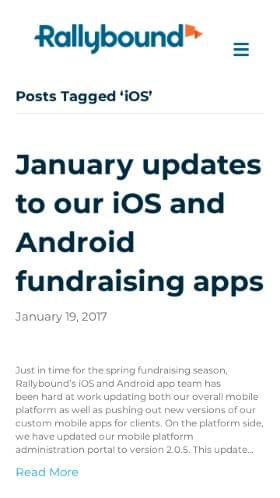 Rallybound
Posts Tagged ‘iOS’
January updates
to our iOS and
Android
fundraising apps
January 19, 2017
Just in time for the spring fundraising season,
Rallybound’s iOS and Android app team has
been hard at work updating both our overall mobile
platform as well as pushing out new versions of our
custom mobile apps for clients. On the platform side,
we have updated our mobile platform
administration portal to version 2.0.5. This update...
Read More